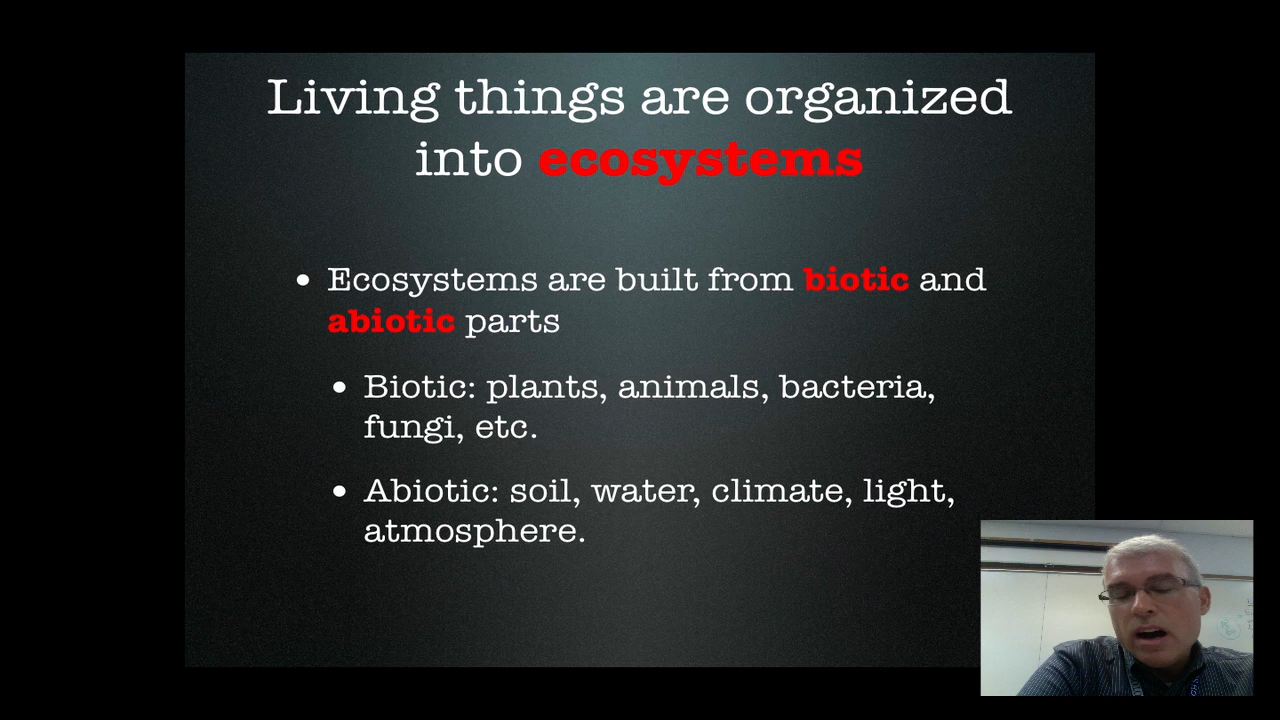 Living things are organized
into ecosystems
• Ecosystems are built from biotic and
abiotic parts
• Biotic: plants, animals, bacteria,
fungi, etc.
• Abiotic: soil, water, climate, light,
atmosphere.